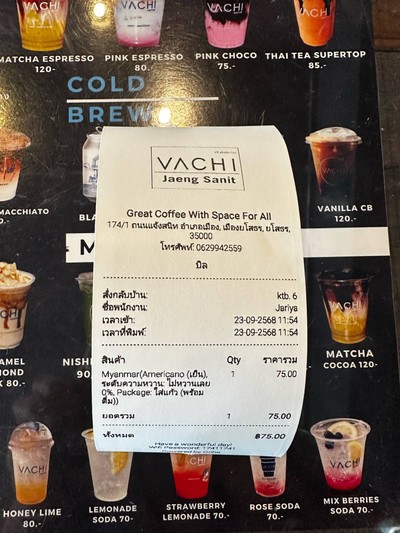 VACHI
MATCHA ESPRESSO
120-
PINK ESPRESSO
80.-
PINK CHOCO
75.-
THAI TEA SUPERTOP
85.-
COLD
BREW
MACCHIATO
VANILLA CB
120.-
VACHI
Jaeng Sanit
Great Coffee With Space For All
174/1 ถนนแจ้งสนิท อำเภอเมือง, เมืองยโสธร, ยโสธร,
35000
โทรศัพท์: 0629942559
บิล
สั่งกลับบ้าน: ktb. 6
ชื่อพนักงาน: Jariya
เวลาเข้า: 23-09-2568 11:54
เวลาที่พิมพ์: 23-09-2568 11:54
สินค้า Qty ราคารวม
Myanmar(Americano (เย็น), 1 75.00
ระดับความหวาน: ไม่หวานเลย
0%, Package: ใส่แก้ว (พร้อม
ดื่ม))
ยอดรวม 1 75.00
ทั้งหมด ฿75.00
Have a wonderful day!
Wifi Password: 17411741
MATCHA
COCOA 120-
80.-
90
HONEY LIME
80.-
LEMONADE
SODA 70-
STRAWBERRY
LEMONADE 70.-
ROSE SODA
70.-
MIX BERRIES
SODA 70-